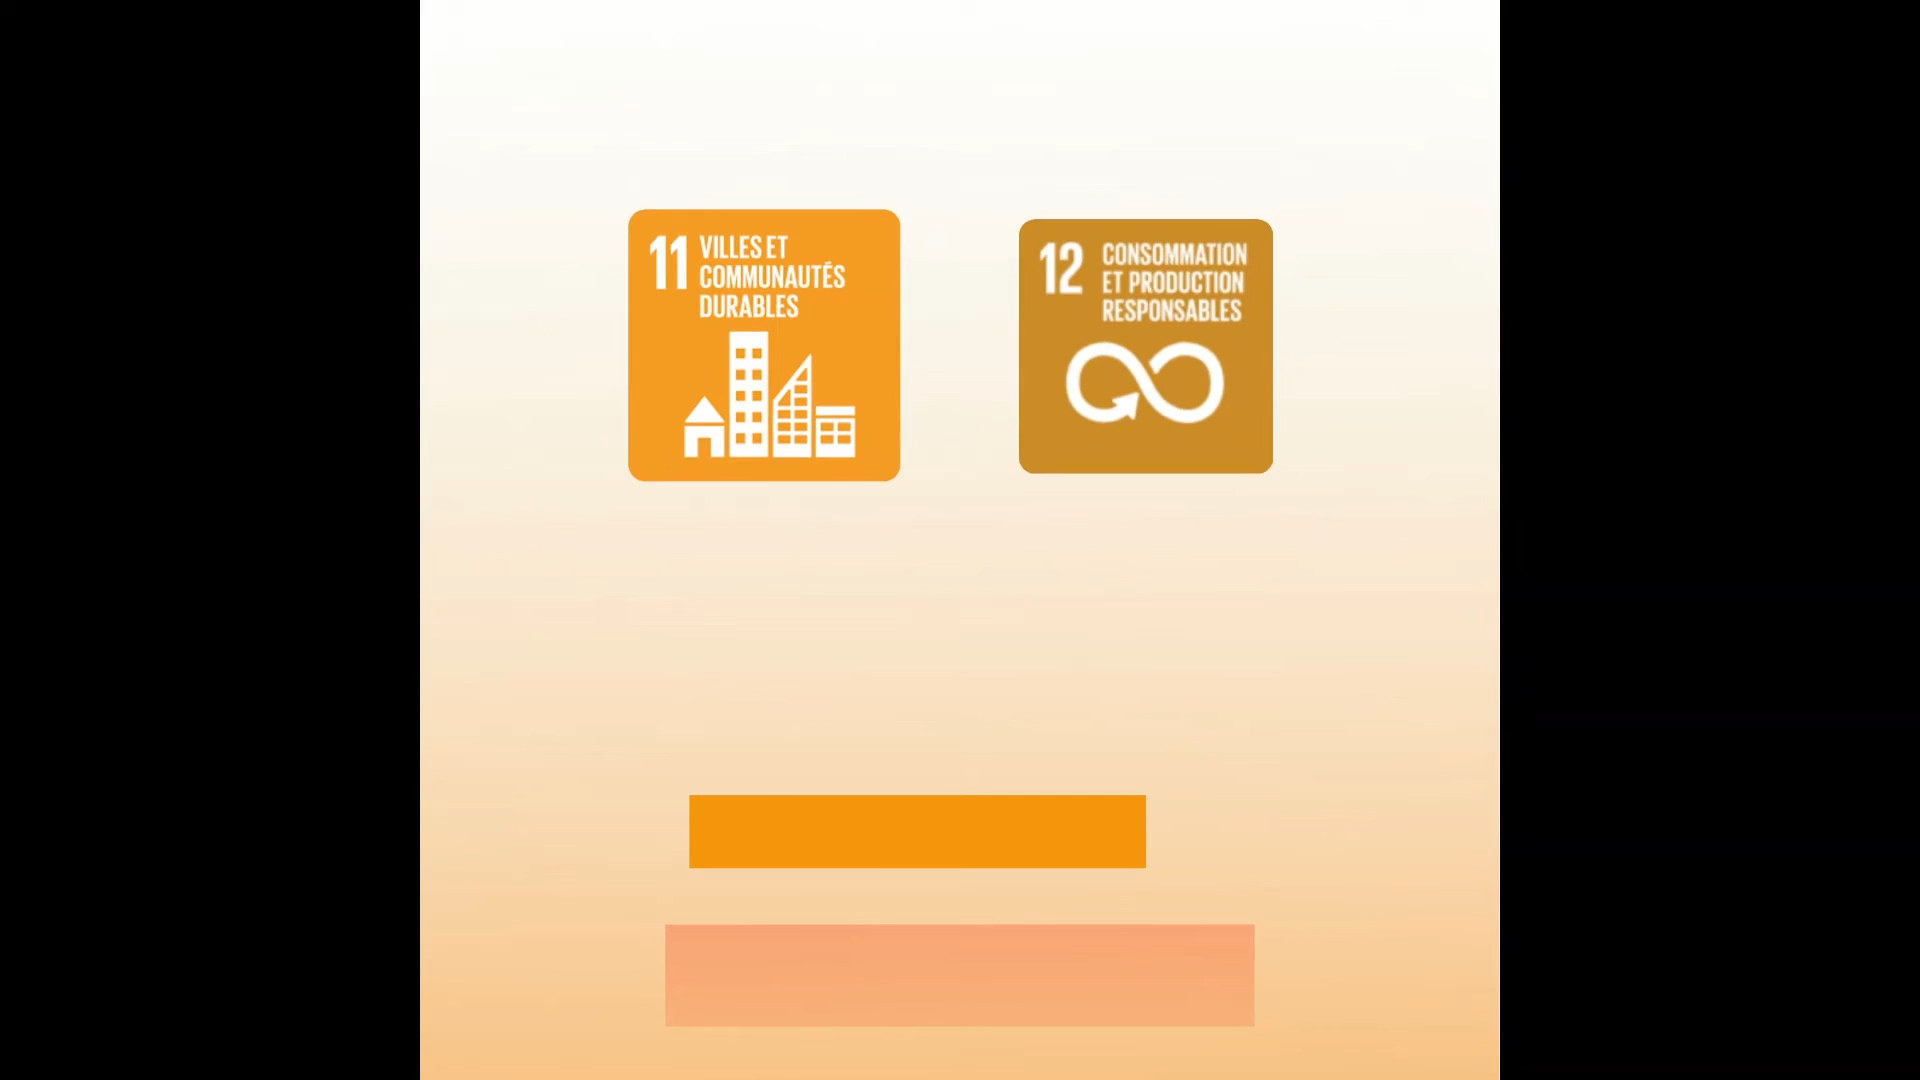 11
VILLES ET
COMMUNAUTÉS
DURABLES
12
CONSOMMATION
ET PRODUCTION
RESPONSABLES